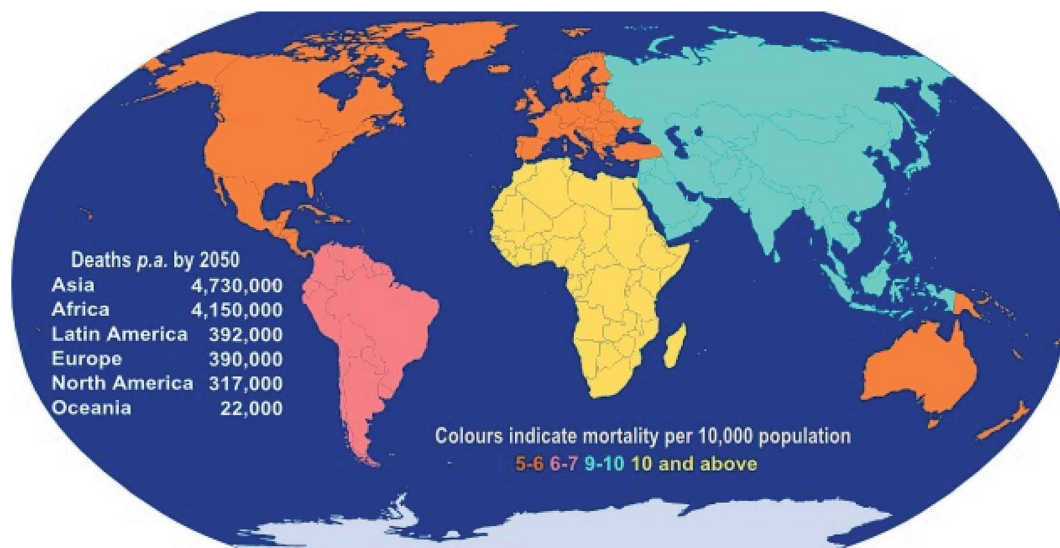 Deaths p.a. by 2050
Asia 4,730,000
Africa 4,150,000
Latin America 392,000
Europe 390,000
North America 317,000
Oceania 22,000
Colours indicate mortality per 10,000 population
5-6 6-7 9-10 10 and above